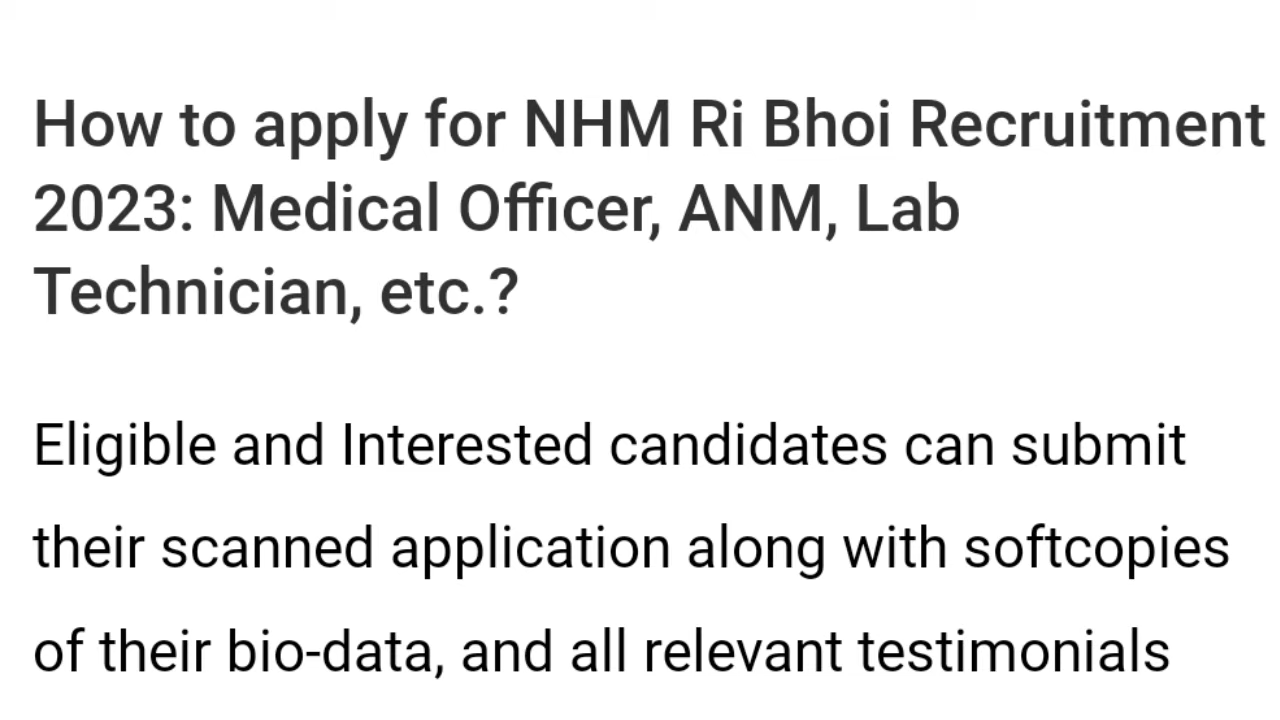 How to apply for NHM Ri Bhoi Recruitment
2023: Medical Officer, ANM, Lab
Technician, etc.?
Eligible and Interested candidates can submit
their scanned application along with softcopies
of their bio-data, and all relevant testimonials